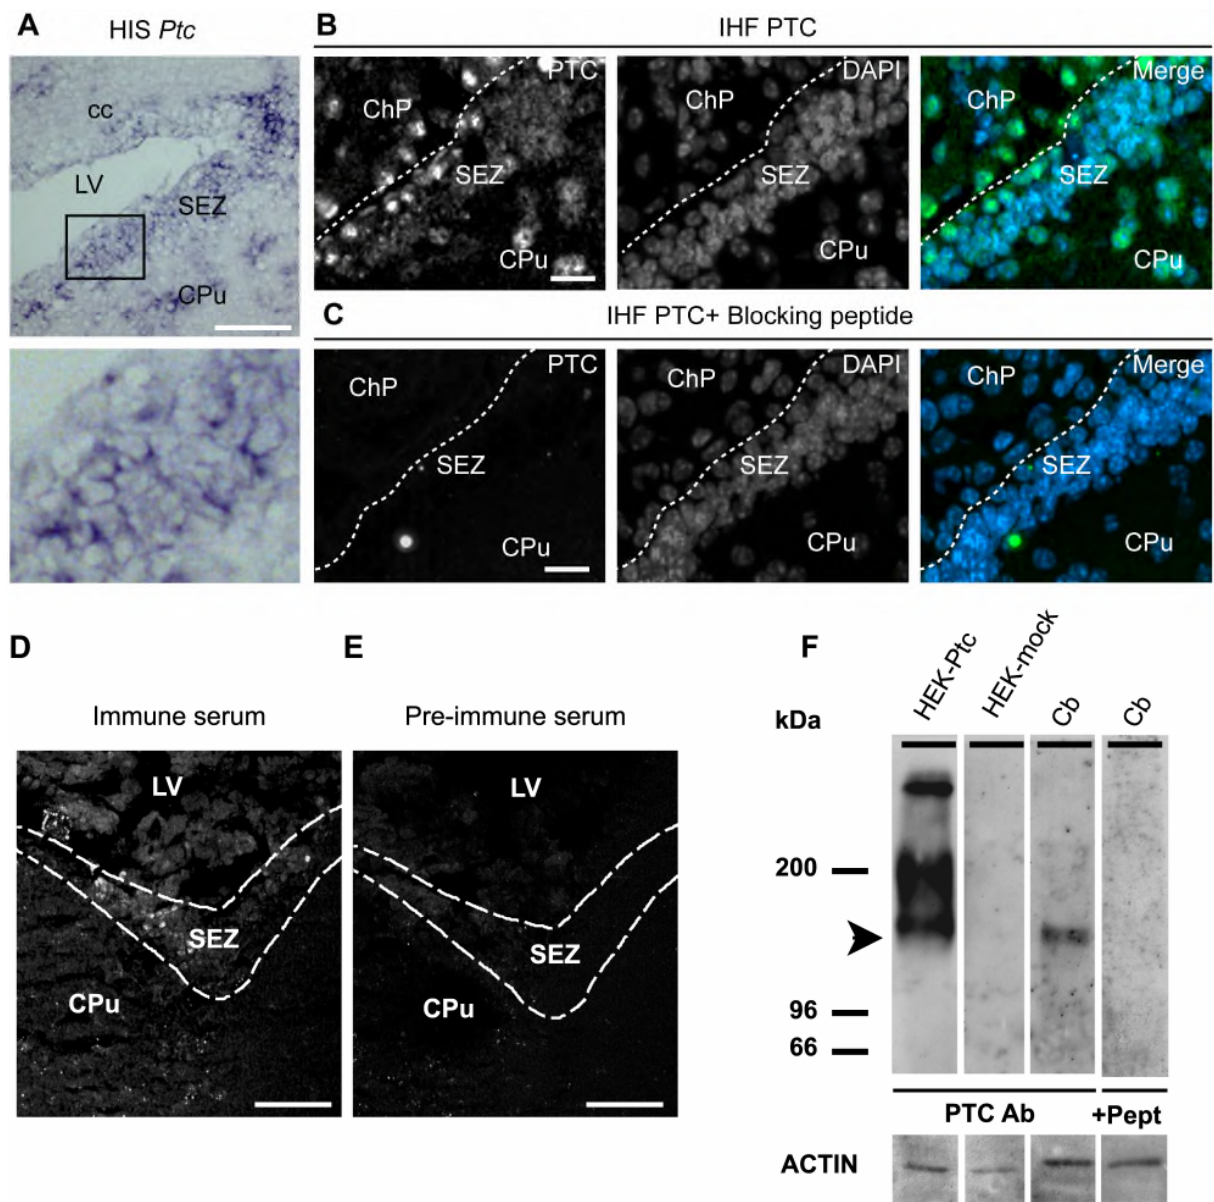 A
HIS Ptc
cc
LV
SEZ
CPu
B
IHF PTC
PTC
ChP
SEZ
CPu
DAPI
ChP
SEZ
CPu
Merge
ChP
SEZ
CPu
C
IHF PTC+ Blocking peptide
PTC
ChP
SEZ
CPu
DAPI
ChP
SEZ
CPu
Merge
ChP
SEZ
CPu
D
Immune serum
LV
SEZ
CPu
E
Pre-immune serum
LV
SEZ
CPu
F
kDa
HEK-Ptc
HEK-mock
Cb
Cb
200
96
66
PTC Ab
+Pept
ACTIN